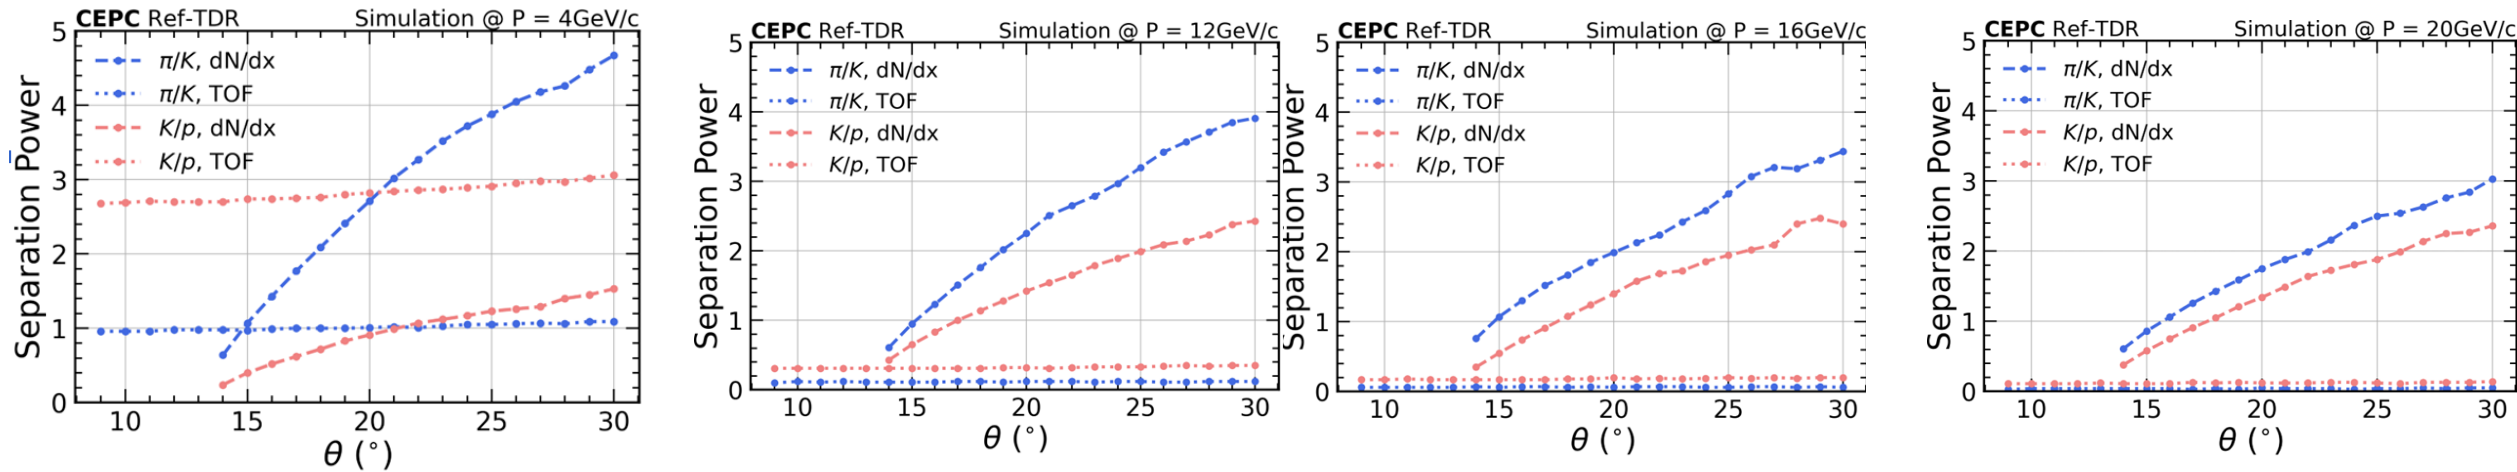 CEPC Ref-TDR Simulation @ P = 4GeV/c
5
4
3
2
1
0
Separation Power
π/K, dN/dx
π/K, TOF
K/p, dN/dx
K/p, TOF
10 15 20 25 30
θ (°)
CEPC Ref-TDR Simulation @ P = 12GeV/c
5
4
3
2
1
0
Separation Power
π/K, dN/dx
π/K, TOF
K/p, dN/dx
K/p, TOF
10 15 20 25 30
θ (°)
CEPC Ref-TDR Simulation @ P = 16GeV/c
5
4
3
2
1
0
Separation Power
π/K, dN/dx
π/K, TOF
K/p, dN/dx
K/p, TOF
10 15 20 25 30
θ (°)
CEPC Ref-TDR Simulation @ P = 20GeV/c
5
4
3
2
1
0
Separation Power
π/K, dN/dx
π/K, TOF
K/p, dN/dx
K/p, TOF
10 15 20 25 30
θ (°)